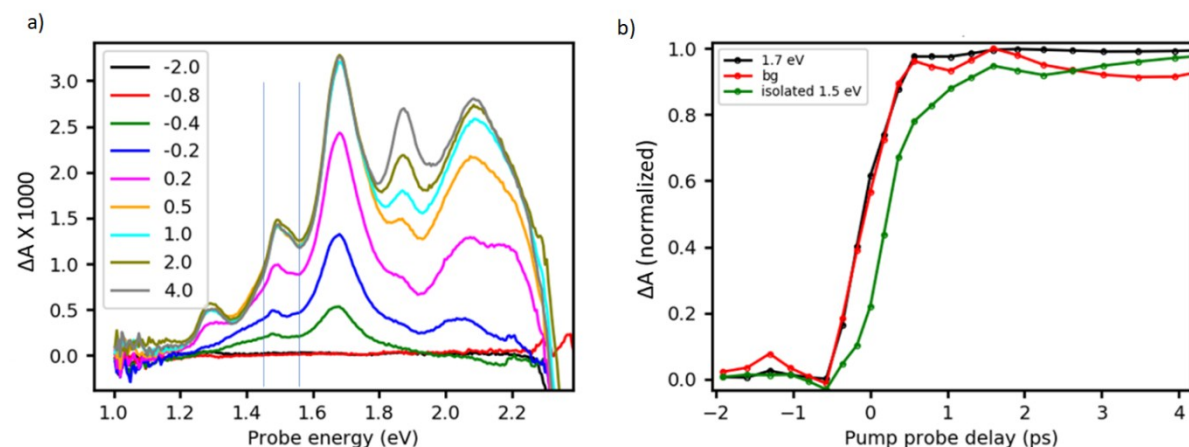 a)
b)
ΔA X 1000
3.0
2.5
2.0
1.5
1.0
0.5
0.0
-2.0
-0.8
-0.4
-0.2
0.2
0.5
1.0
2.0
4.0
1.0 1.2 1.4 1.6 1.8 2.0 2.2
Probe energy (eV)
ΔA (normalized)
1.0
0.8
0.6
0.4
0.2
0.0
1.7 eV
bg
isolated 1.5 eV
−2 −1 0 1 2 3 4
Pump probe delay (ps)